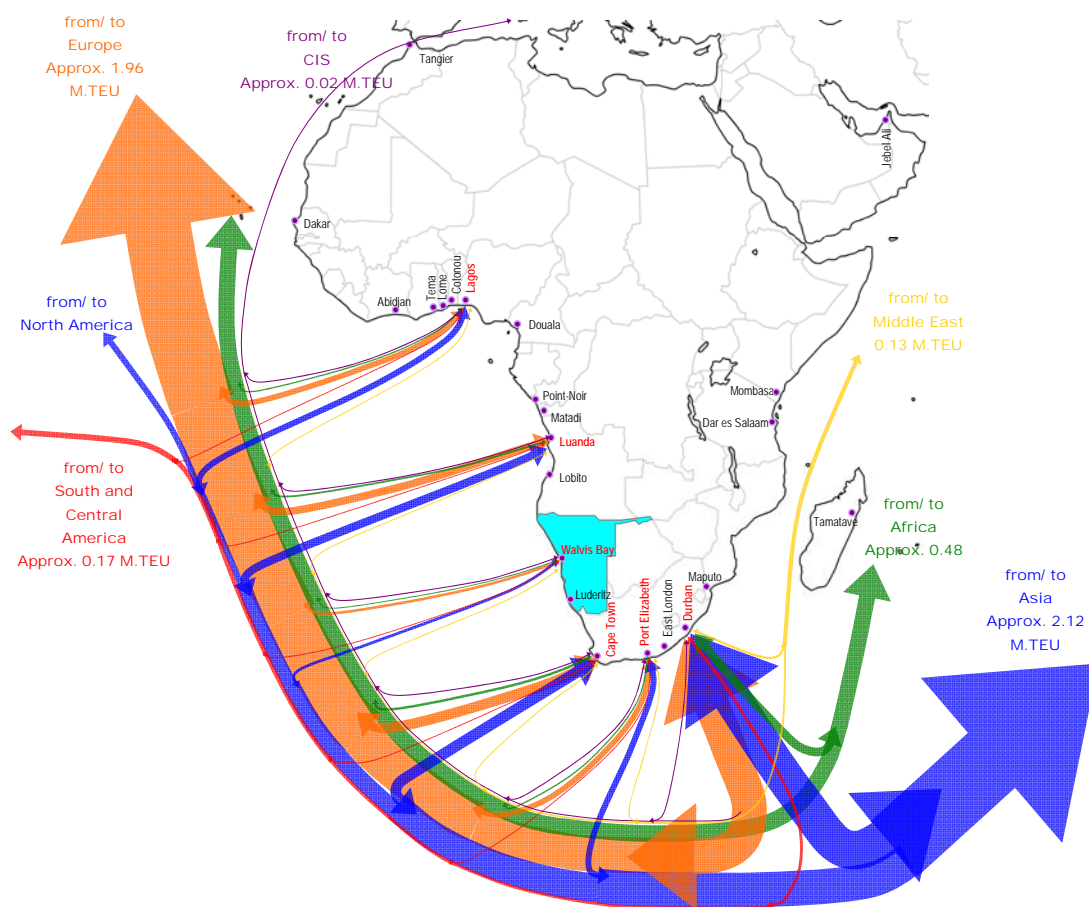 from/ to
Europe
Approx. 1.96
M.TEU
from/ to
CIS
Approx. 0.02 M.TEU
Tangier
Jebel Ali
Dakar
Abidian
Tema
Lome
Cotonou
Lagos
Douala
from/ to
North America
from/ to
Middle East
0.13 M.TEU
Point-Noir
Matadi
Luanda
Lobito
Mombasa
Dar es Salaam
from/ to
South and
Central
America
Approx. 0.17 M.TEU
Tamatave
from/ to
Africa
Approx. 0.48
Walvis Bay
Luderitz
Cape Town
Port Elizabeth
East London
Durban
Maputo
from/ to
Asia
Approx. 2.12
M.TEU